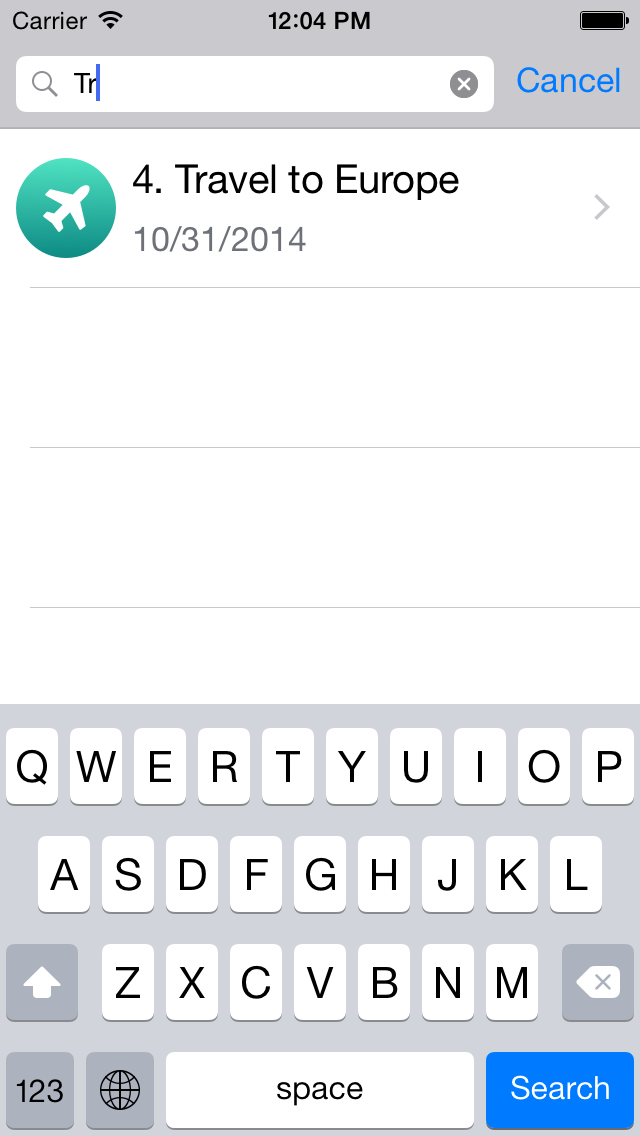 Carrier 12:04 PM
Tr Cancel
4. Travel to Europe
10/31/2014
Q W E R T Y U I O P
A S D F G H J K L
Z X C V B N M
123 space Search